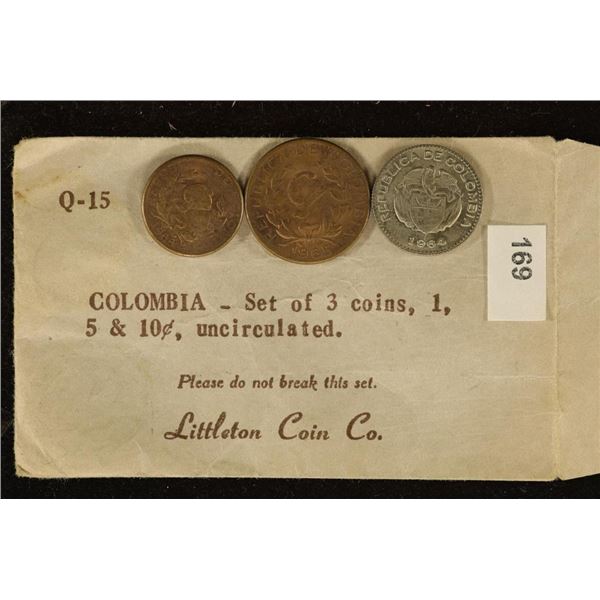 Q-15
REPUBLICA DE COLOMBIA
1964
169
COLOMBIA - Set of 3 coins, 1,
5 & 10¢, uncirculated.
Please do not break this set.
Littleton Coin Co.